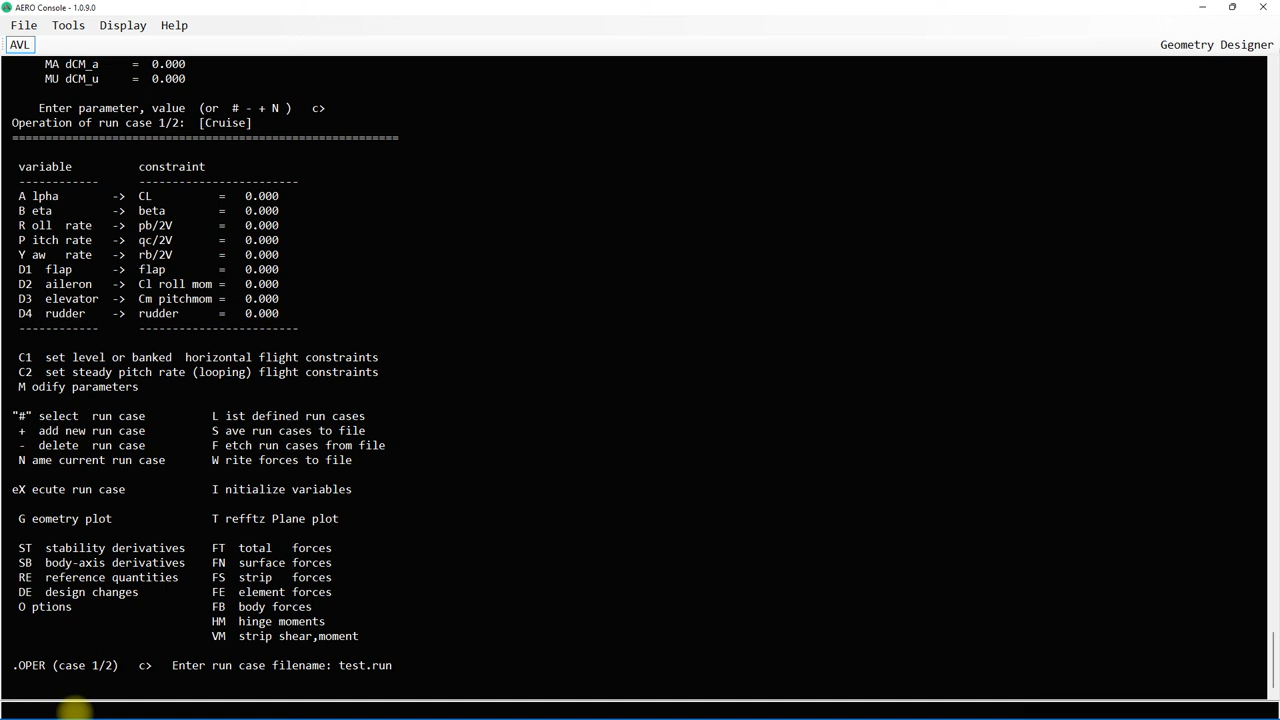 AERO Console - 1.0.9.0
File Tools Display Help
AVL Geometry Designer
MA dCM_a = 0.000
MU dCM_u = 0.000
Enter parameter, value (or # - + N ) c>
Operation of run case 1/2: [Cruise]
==========================================================
variable constraint
------------ ------------------------
A lpha -> CL = 0.000
B eta -> beta = 0.000
R oll rate -> pb/2V = 0.000
P itch rate -> qc/2V = 0.000
Y aw rate -> rb/2V = 0.000
D1 flap -> flap = 0.000
D2 aileron -> Cl roll mom = 0.000
D3 elevator -> Cm pitchmom = 0.000
D4 rudder -> rudder = 0.000
------------ ------------------------
C1 set level or banked horizontal flight constraints
C2 set steady pitch rate (looping) flight constraints
M odify parameters
"#" select run case L ist defined run cases
+ add new run case S ave run cases to file
- delete run case F etch run cases from file
N ame current run case W rite forces to file
eX ecute run case I nitialize variables
G eometry plot T refftz Plane plot
ST stability derivatives FT total forces
SB body-axis derivatives FN surface forces
RE reference quantities FS strip forces
DE design changes FE element forces
O ptions FB body forces
HM hinge moments
VM strip shear,moment
.OPER (case 1/2) c> Enter run case filename: test.run